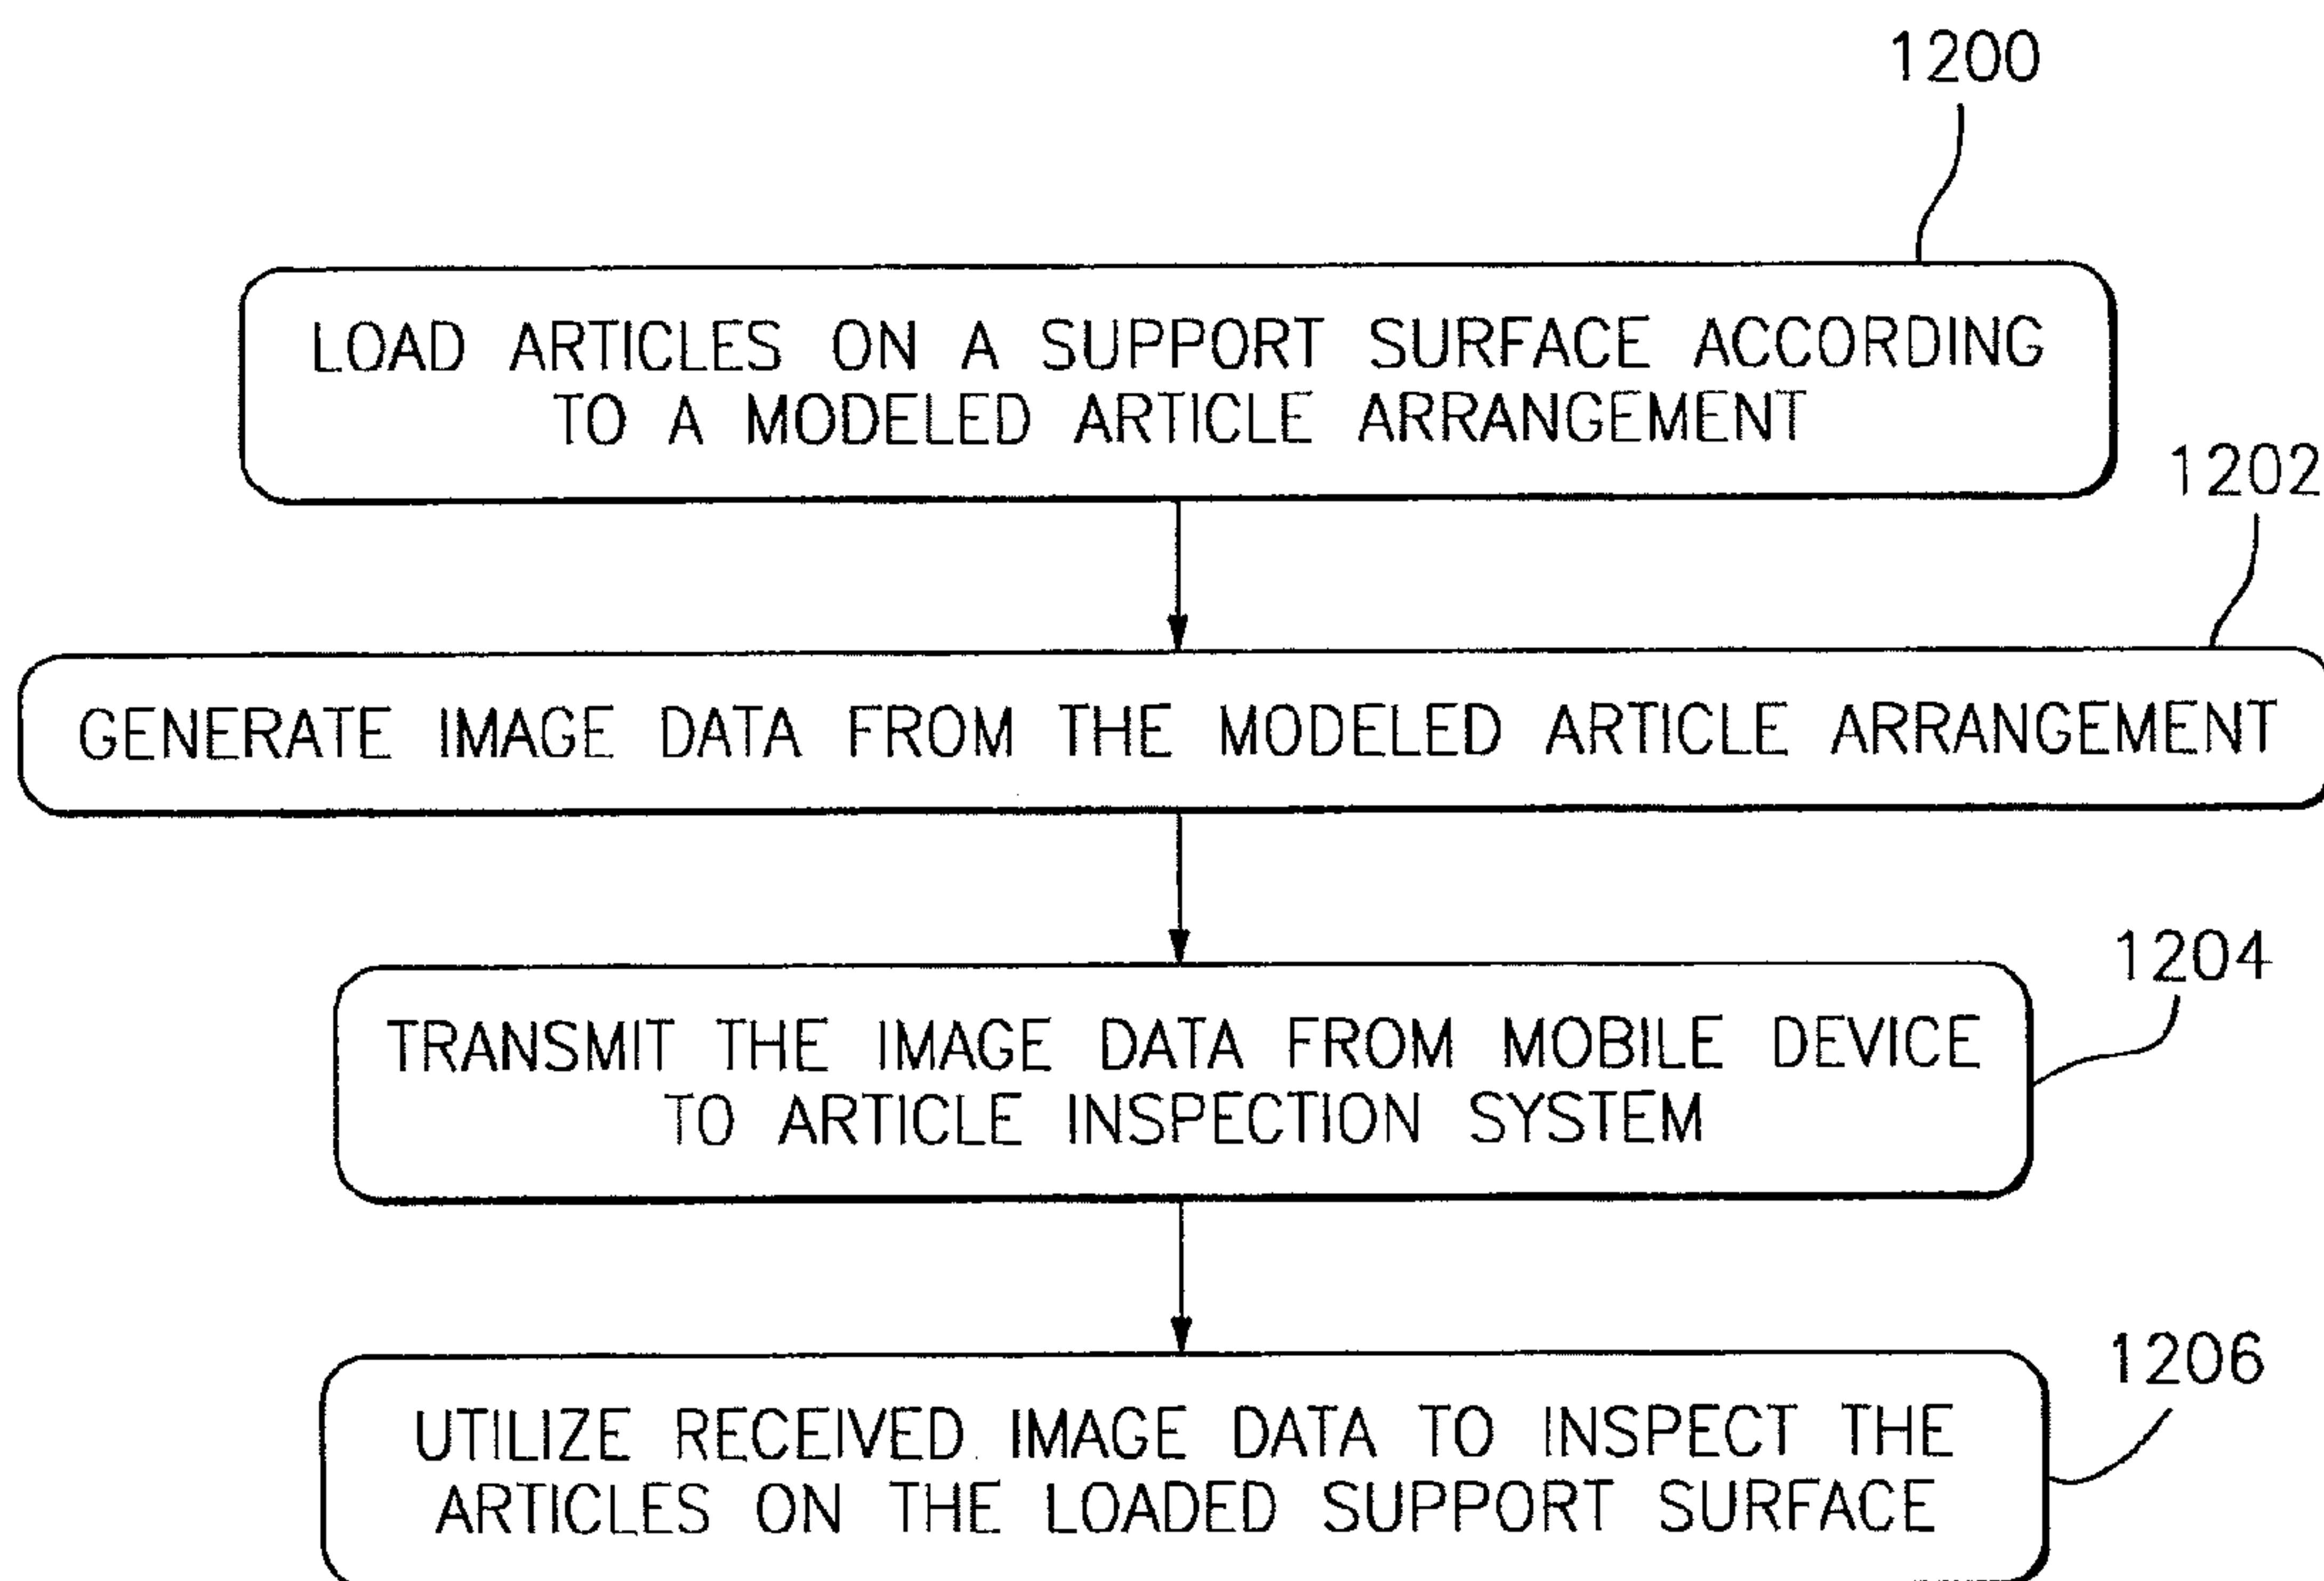 1200
LOAD ARTICLES ON A SUPPORT SURFACE ACCORDING
TO A MODELED ARTICLE ARRANGEMENT
1202
GENERATE IMAGE DATA FROM THE MODELED ARTICLE ARRANGEMENT
1204
TRANSMIT THE IMAGE DATA FROM MOBILE DEVICE
TO ARTICLE INSPECTION SYSTEM
1206
UTILIZE RECEIVED IMAGE DATA TO INSPECT THE
ARTICLES ON THE LOADED SUPPORT SURFACE